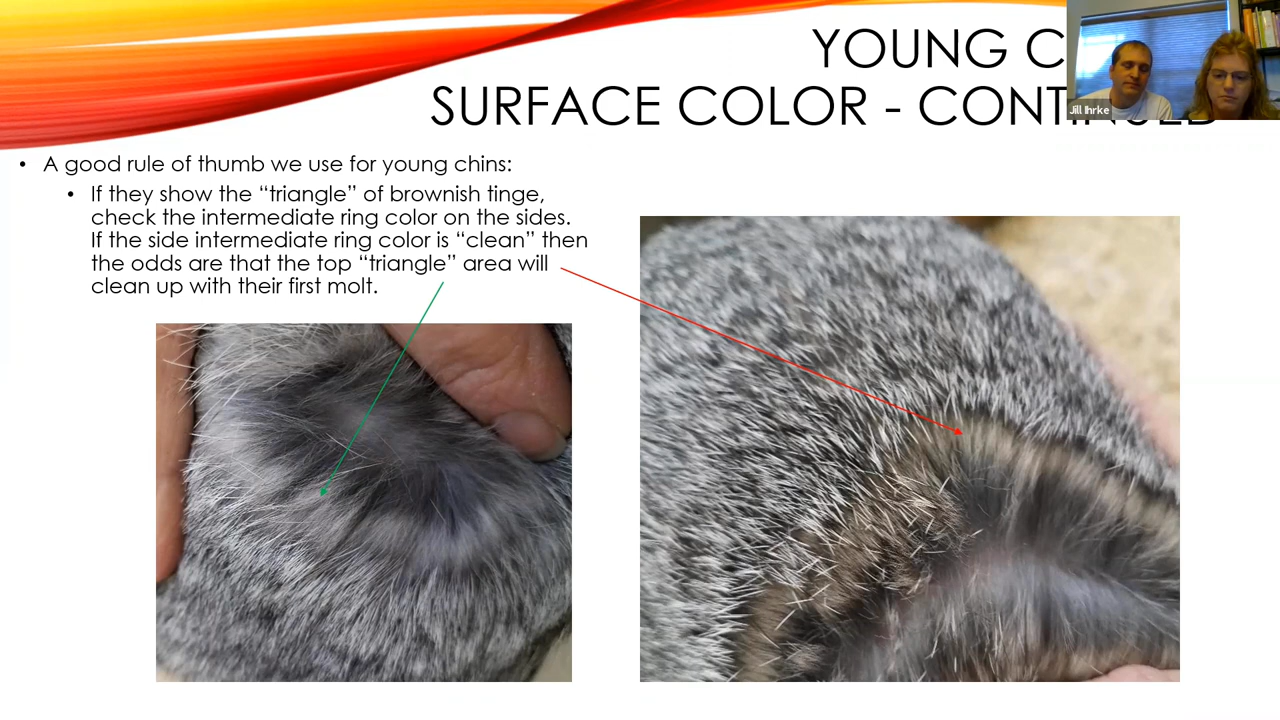 YOUNG C
SURFACE COLOR - CONTINUED
Jill Ihrke
• A good rule of thumb we use for young chins:
• If they show the “triangle” of brownish tinge,
check the intermediate ring color on the sides.
If the side intermediate ring color is “clean” then
the odds are that the top “triangle” area will
clean up with their first molt.